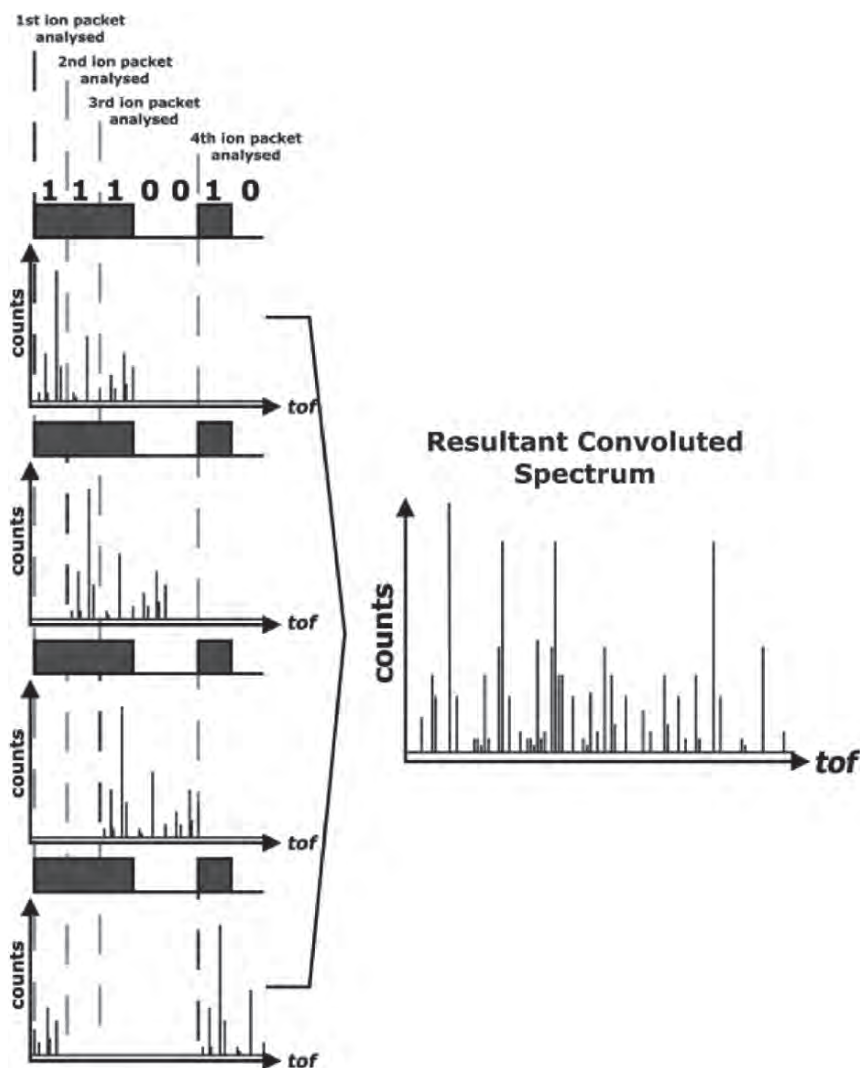 1st ion packet
analysed
2nd ion packet
analysed
3rd ion packet
analysed
4th ion packet
analysed
1 1 1 0 0 1 0
counts
tof
counts
tof
counts
tof
counts
tof
Resultant Convoluted
Spectrum
counts
tof